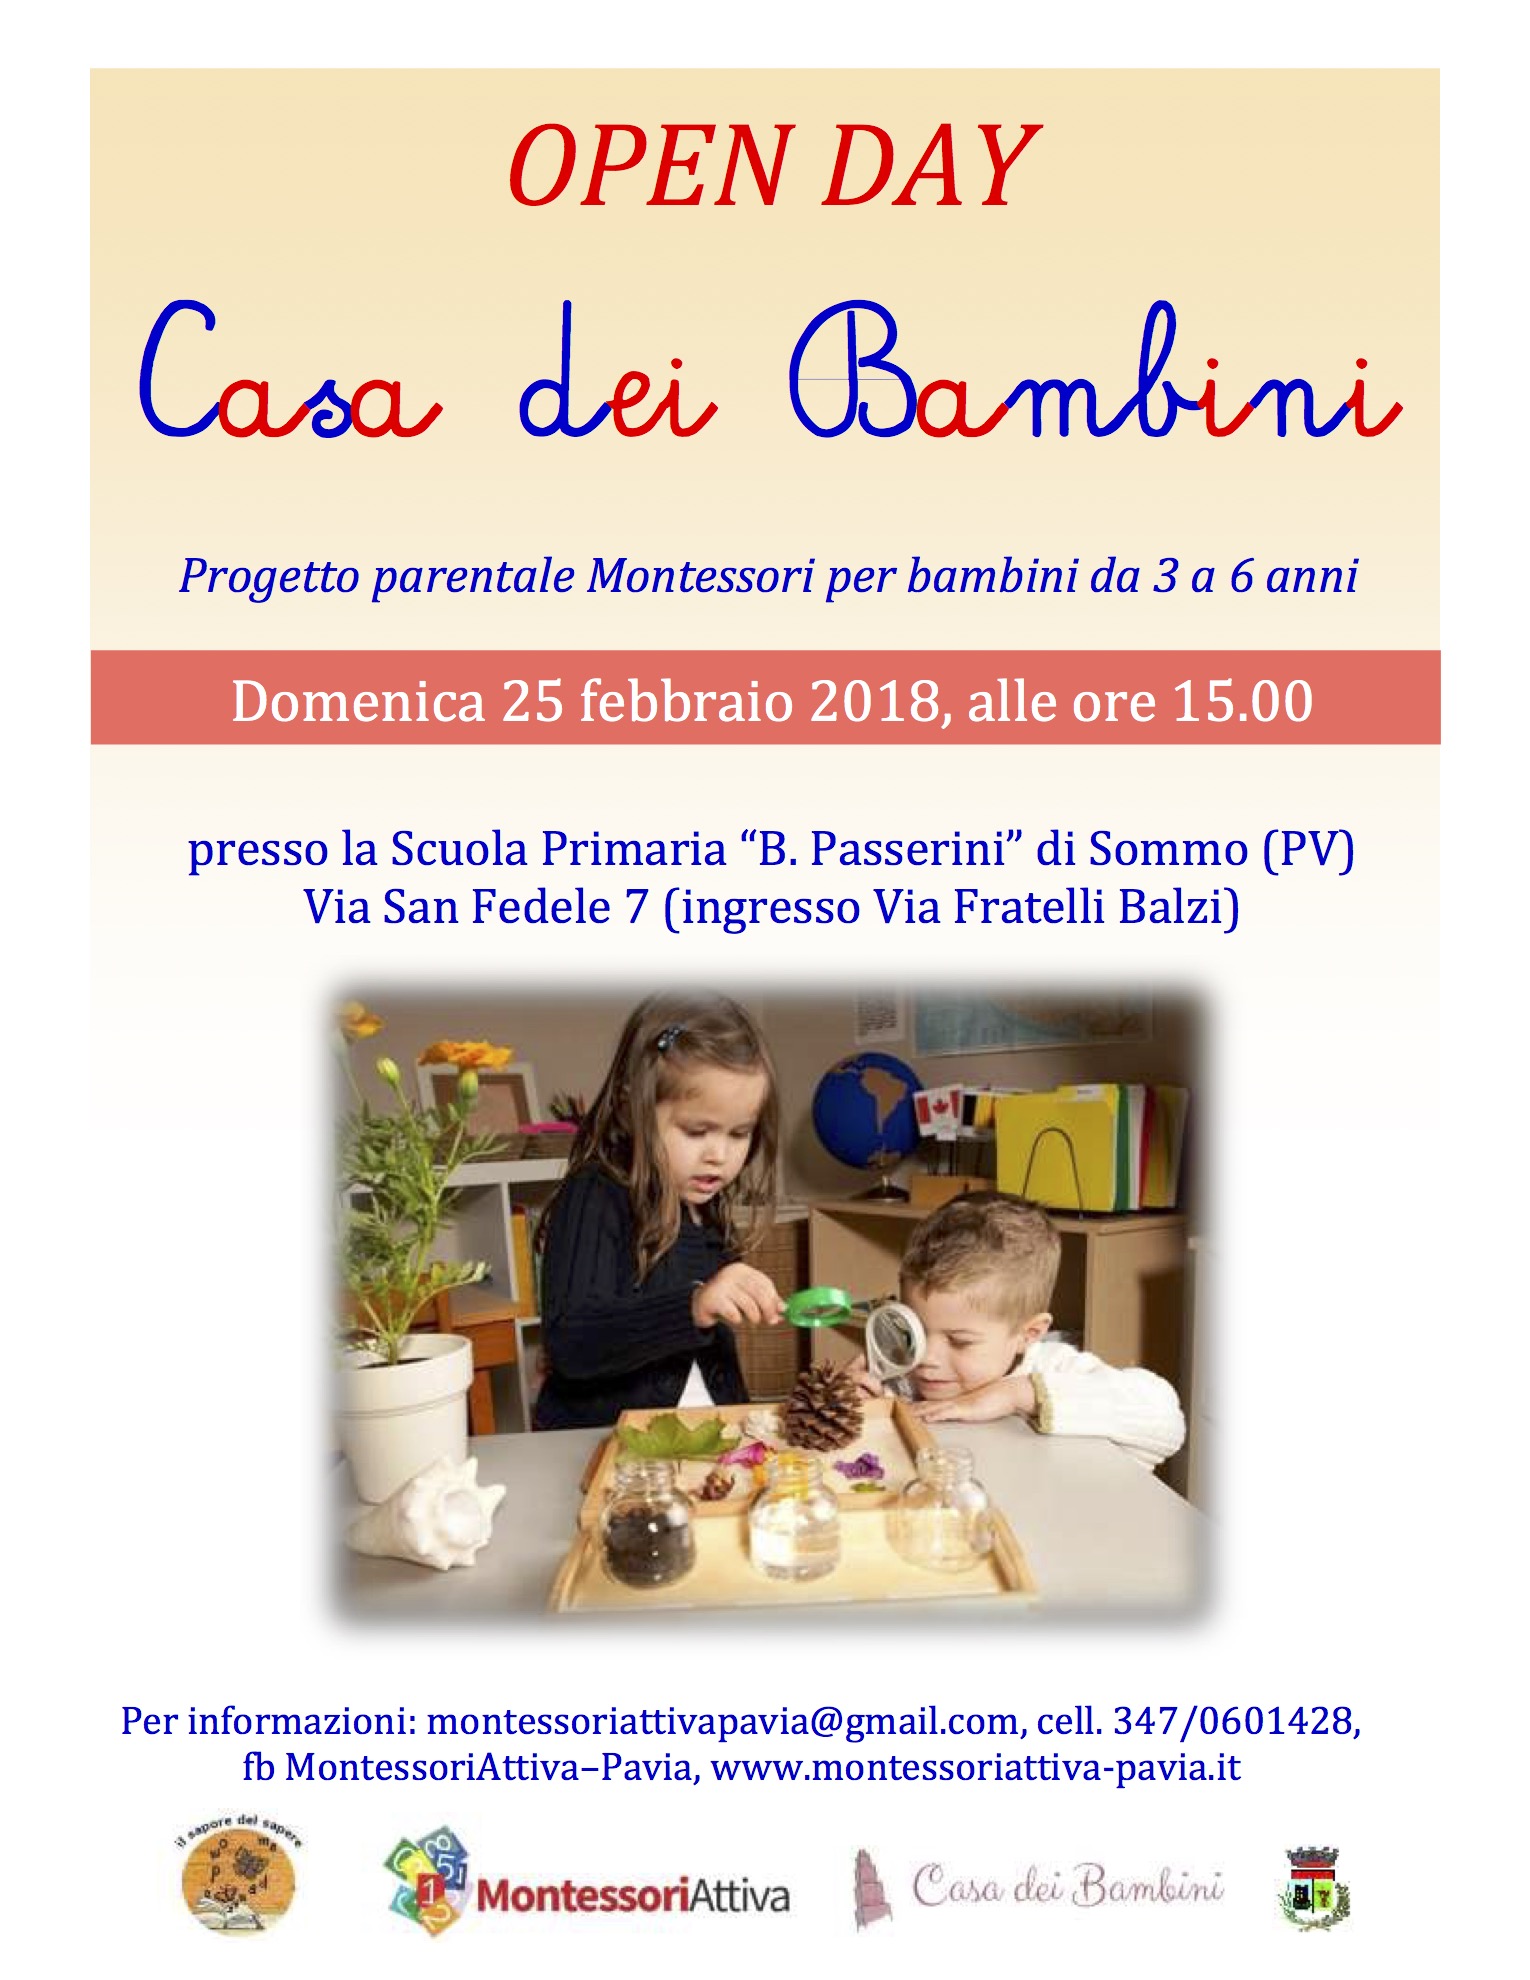 OPEN DAY
Casa dei Bambini
Progetto parentale Montessori per bambini da 3 a 6 anni
Domenica 25 febbraio 2018, alle ore 15.00
presso la Scuola Primaria “B. Passerini” di Sommo (PV)
Via San Fedele 7 (ingresso Via Fratelli Balzi)
Per informazioni: montessoriattivapavia@gmail.com, cell. 347/0601428,
fb MontessoriAttiva–Pavia, www.montessoriattiva-pavia.it
il sapore del sapere
MontessoriAttiva
Casa dei Bambini